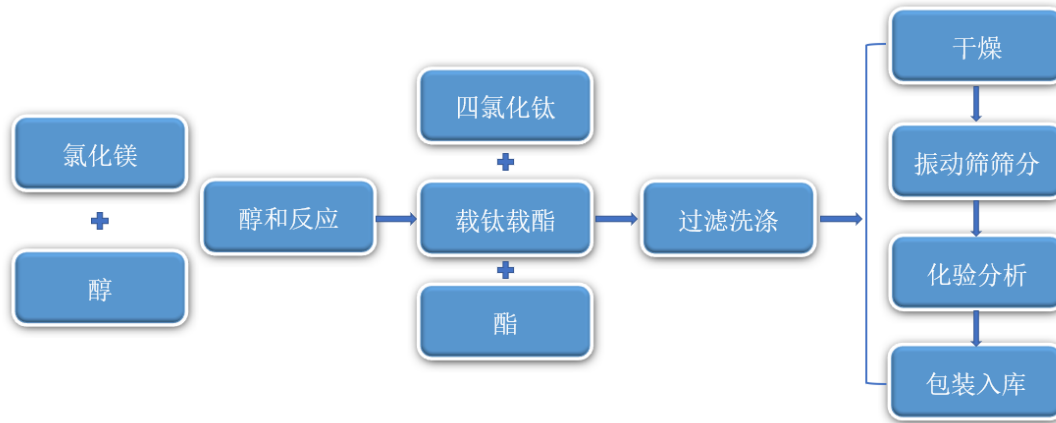 氯化镁
醇
醇和反应
四氯化钛
载钛载酯
酯
过滤洗涤
干燥
振动筛筛分
化验分析
包装入库